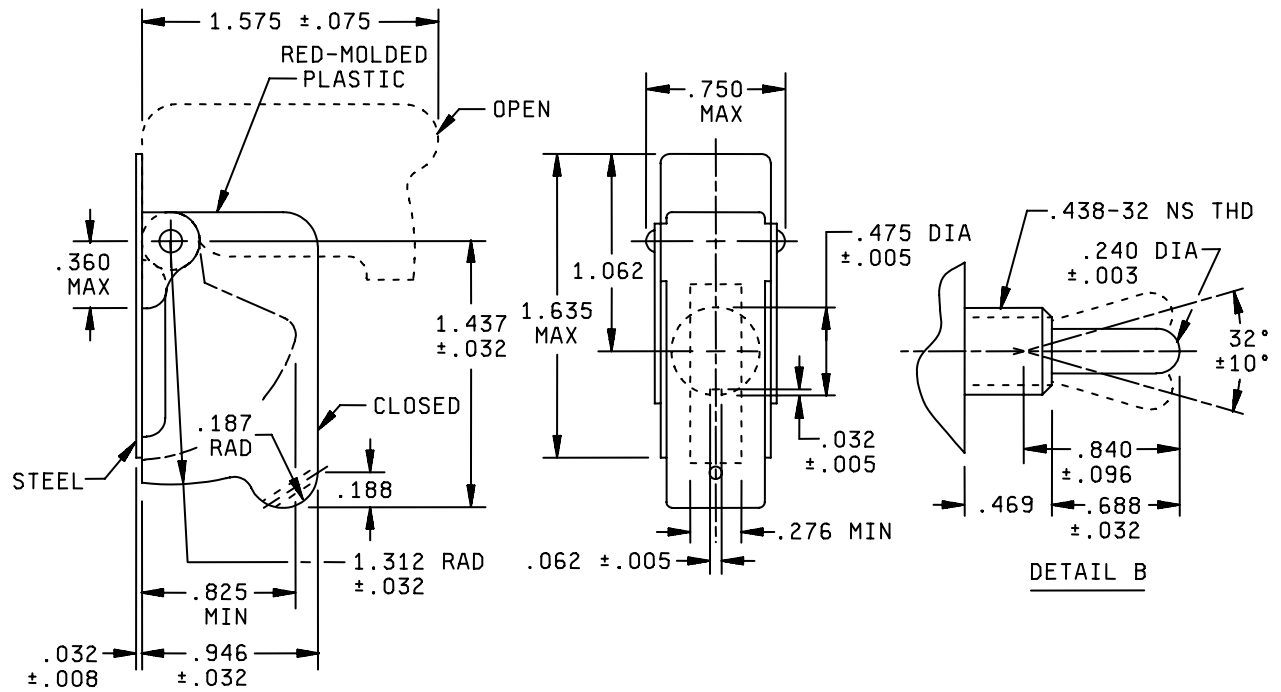 1.575 ±.075
RED-MOLDED
PLASTIC
OPEN
.360
MAX
1.437
±.032
.187
RAD
CLOSED
STEEL
.188
1.312 RAD
±.032
.825
MIN
.032
±.008
.946
±.032
.750
MAX
1.062
1.635
MAX
.475 DIA
±.005
.032
±.005
.276 MIN
.062 ±.005
.438-32 NS THD
.240 DIA
±.003
32°
±10°
.840
±.096
.469
.688
±.032
DETAIL B